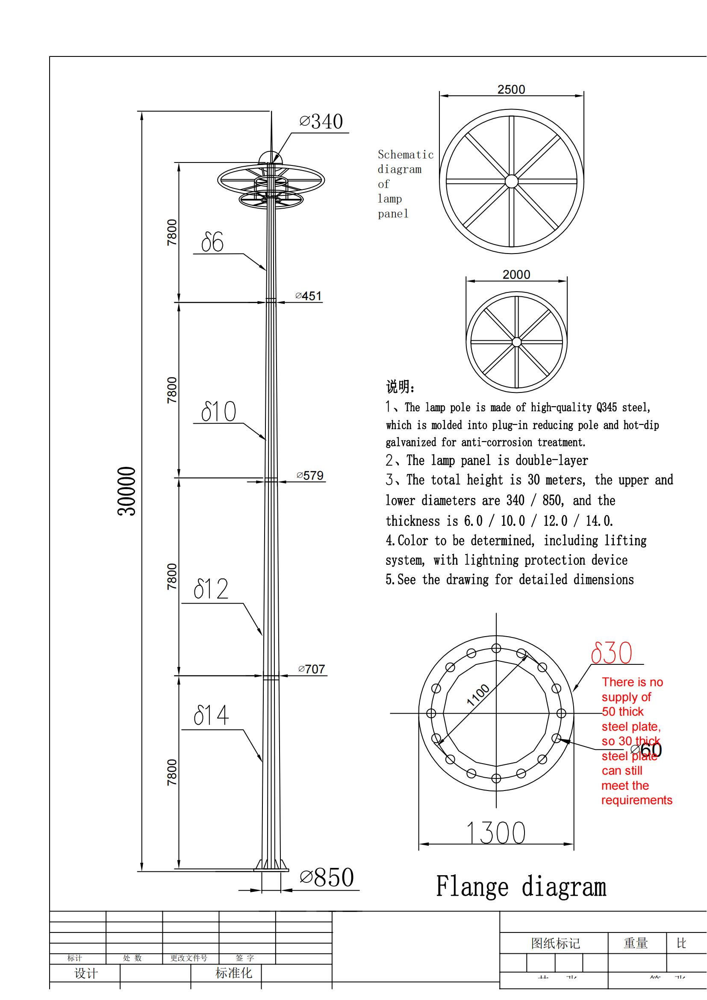 2500
⌀340
Schematic
diagram
of
lamp
panel
7800
δ6
2000
⌀451
说明:
1、The lamp pole is made of high-quality Q345 steel,
which is molded into plug-in reducing pole and hot-dip
galvanized for anti-corrosion treatment.
2、The lamp panel is double-layer
3、The total height is 30 meters, the upper and
lower diameters are 340 / 850, and the
thickness is 6.0 / 10.0 / 12.0 / 14.0.
4.Color to be determined, including lifting
system, with lightning protection device
5.See the drawing for detailed dimensions
7800
δ10
30000
⌀579
7800
δ12
⌀707
δ14
7800
⌀850
δ30
There is no
supply of
50 thick
steel plate,
so 30 thick
steel plate
can still
meet the
requirements
1100
⌀60
1300
Flange diagram
标计 处 数 更改文件号 签 字
设计 标准化
图纸标记 重量 比